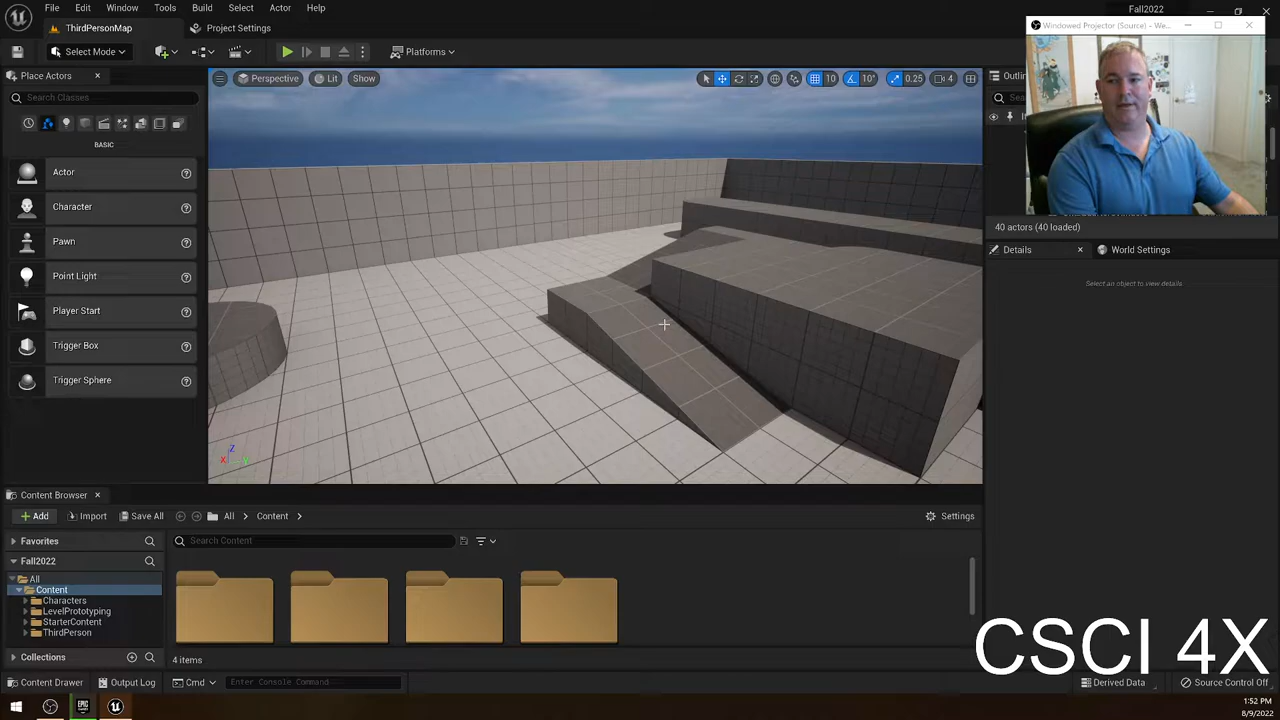 File Edit Window Tools Build Select Actor Help
Fall2022
ThirdPersonMap
Project Settings
Windowed Projector (Source) - We...
Select Mode
Place Actors
Search Classes
BASIC
Actor
Character
Pawn
Point Light
Player Start
Trigger Box
Trigger Sphere
Perspective
Lit
Show
10
10°
0.25
4
Z
X
Y
40 actors (40 loaded)
Details
World Settings
Select an object to view details.
Content Browser
Add
Import
Save All
All
Content
Settings
Favorites
Search Content
Fall2022
All
Content
Characters
LevelPrototyping
StarterContent
ThirdPerson
Collections
4 items
CSCI 4X
Content Drawer
Output Log
Cmd
Enter Console Command
Derived Data
Source Control Off
1:52 PM
8/9/2022